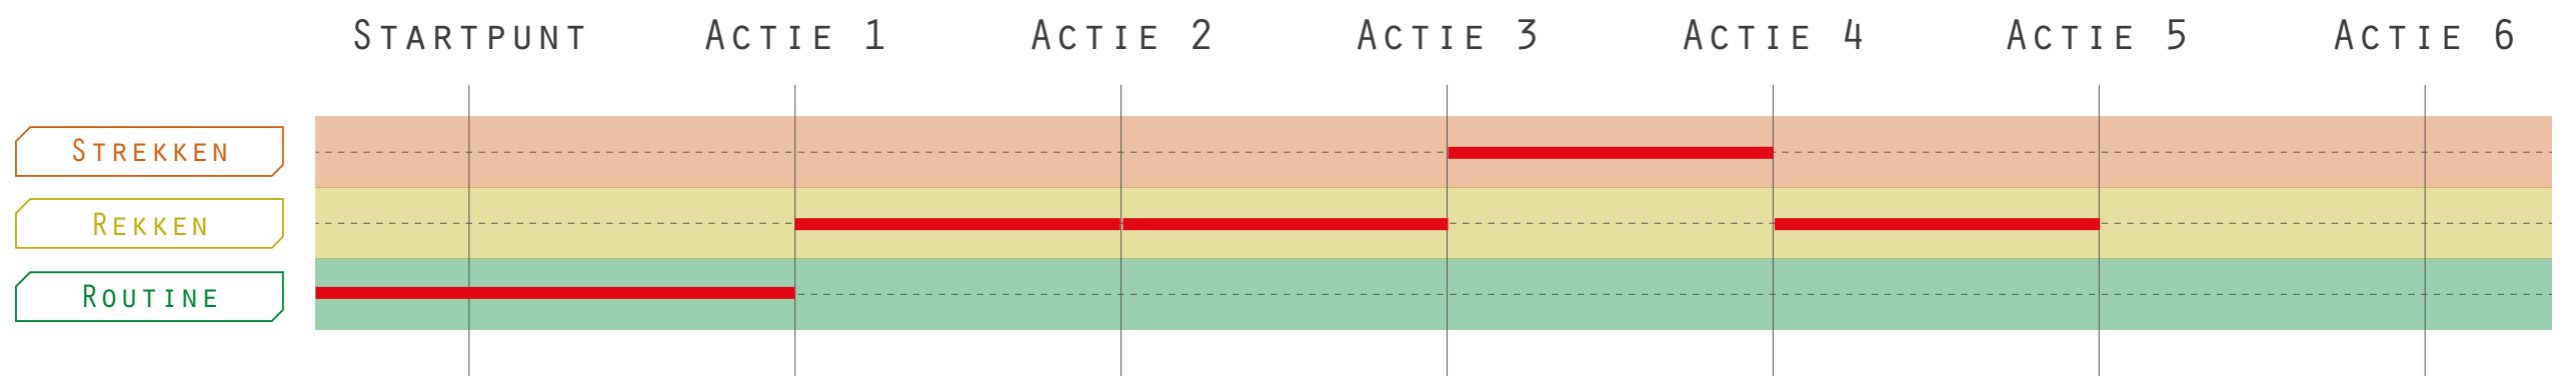 Startpunt Actie 1 Actie 2 Actie 3 Actie 4 Actie 5 Actie 6
Strekken
Rekken
Routine